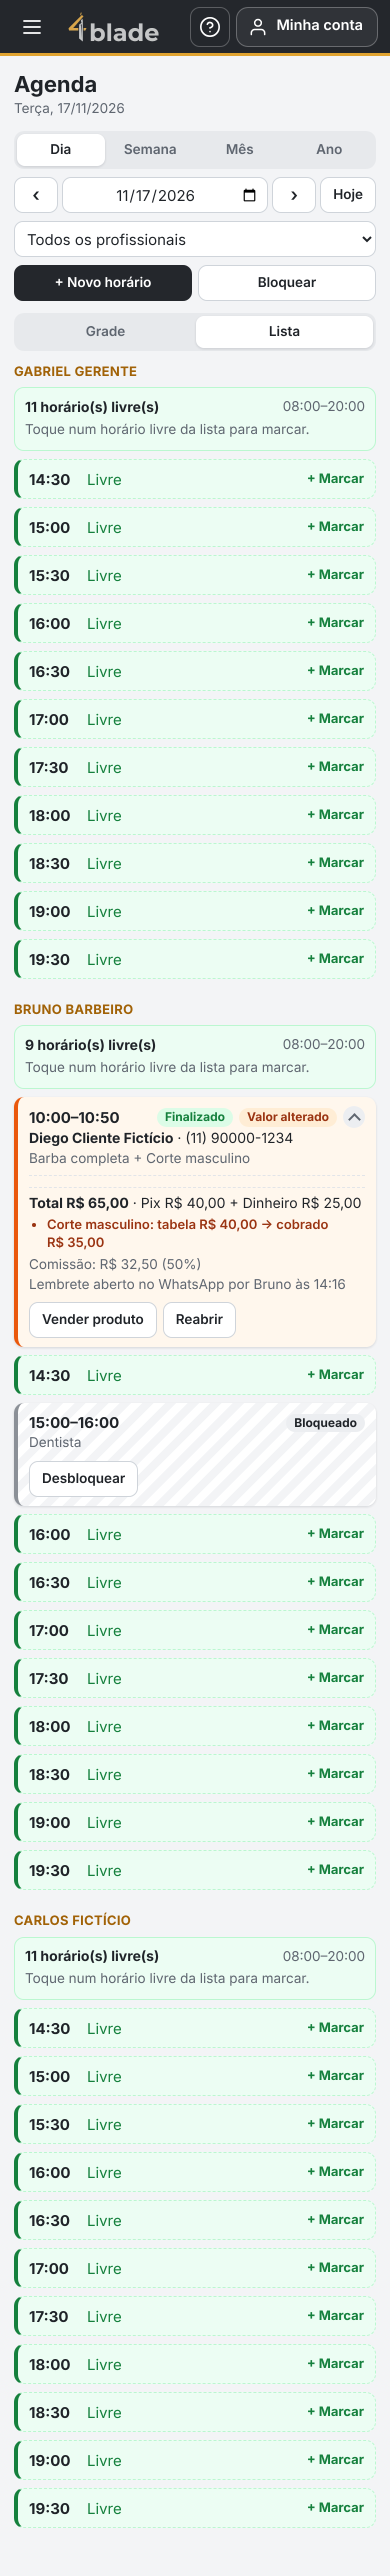 4blade
Minha conta
Agenda
Terça, 17/11/2026
Dia Semana Mês Ano
‹ 11/17/2026 › Hoje
Todos os profissionais
+ Novo horário Bloquear
Grade Lista
GABRIEL GERENTE
11 horário(s) livre(s) 08:00–20:00
Toque num horário livre da lista para marcar.
14:30 Livre + Marcar
15:00 Livre + Marcar
15:30 Livre + Marcar
16:00 Livre + Marcar
16:30 Livre + Marcar
17:00 Livre + Marcar
17:30 Livre + Marcar
18:00 Livre + Marcar
18:30 Livre + Marcar
19:00 Livre + Marcar
19:30 Livre + Marcar
BRUNO BARBEIRO
9 horário(s) livre(s) 08:00–20:00
Toque num horário livre da lista para marcar.
10:00–10:50 Finalizado Valor alterado
Diego Cliente Fictício · (11) 90000-1234
Barba completa + Corte masculino
Total R$ 65,00 · Pix R$ 40,00 + Dinheiro R$ 25,00
• Corte masculino: tabela R$ 40,00 → cobrado
R$ 35,00
Comissão: R$ 32,50 (50%)
Lembrete aberto no WhatsApp por Bruno às 14:16
Vender produto Reabrir
14:30 Livre + Marcar
15:00–16:00 Bloqueado
Dentista
Desbloquear
16:00 Livre + Marcar
16:30 Livre + Marcar
17:00 Livre + Marcar
17:30 Livre + Marcar
18:00 Livre + Marcar
18:30 Livre + Marcar
19:00 Livre + Marcar
19:30 Livre + Marcar
CARLOS FICTÍCIO
11 horário(s) livre(s) 08:00–20:00
Toque num horário livre da lista para marcar.
14:30 Livre + Marcar
15:00 Livre + Marcar
15:30 Livre + Marcar
16:00 Livre + Marcar
16:30 Livre + Marcar
17:00 Livre + Marcar
17:30 Livre + Marcar
18:00 Livre + Marcar
18:30 Livre + Marcar
19:00 Livre + Marcar
19:30 Livre + Marcar